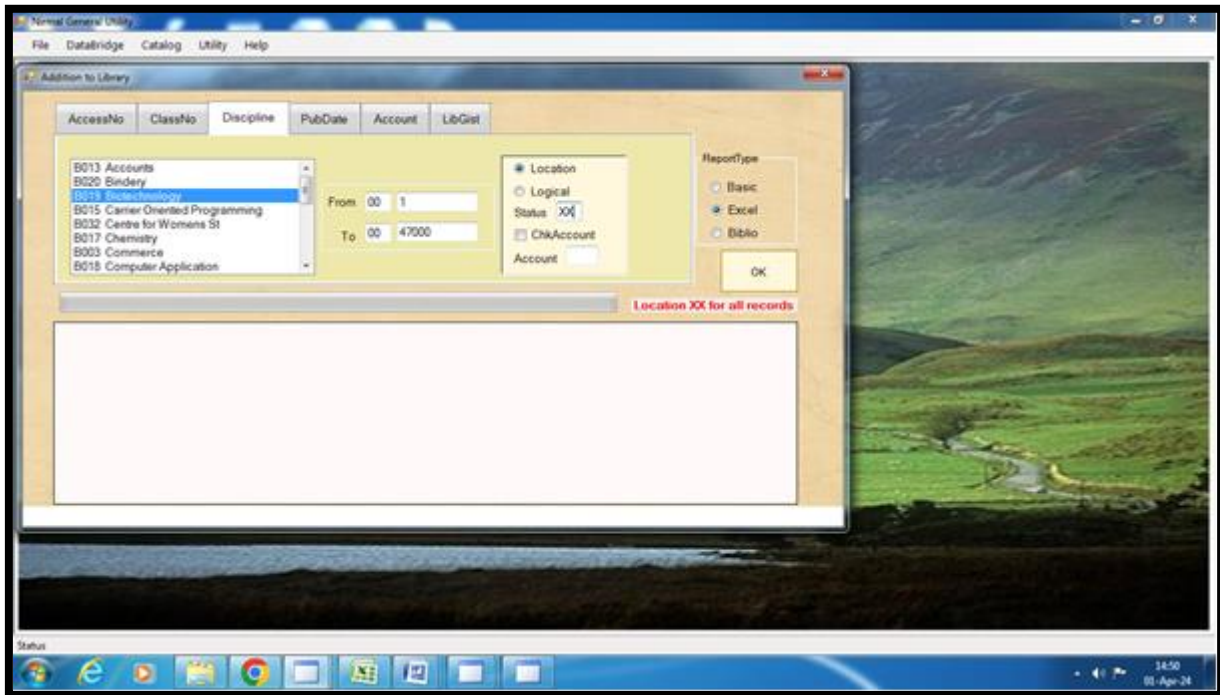 Nirmal General Utility
File DataBridge Catalog Utility Help
Addition to Library
AccessNo ClassNo Discipline PubDate Account LibGist
B013 Accounts
B020 Bindery
B019 Biotechnology
B015 Carrier Oriented Programming
B032 Centre for Womens St
B017 Chemistry
B003 Commerce
B018 Computer Application
From 00 1
To 00 47000
Location
Logical
Status XX
ChkAccount
Account
ReportType
Basic
Excel
Biblio
OK
Location XX for all records
Status
14:50
01-Apr-24